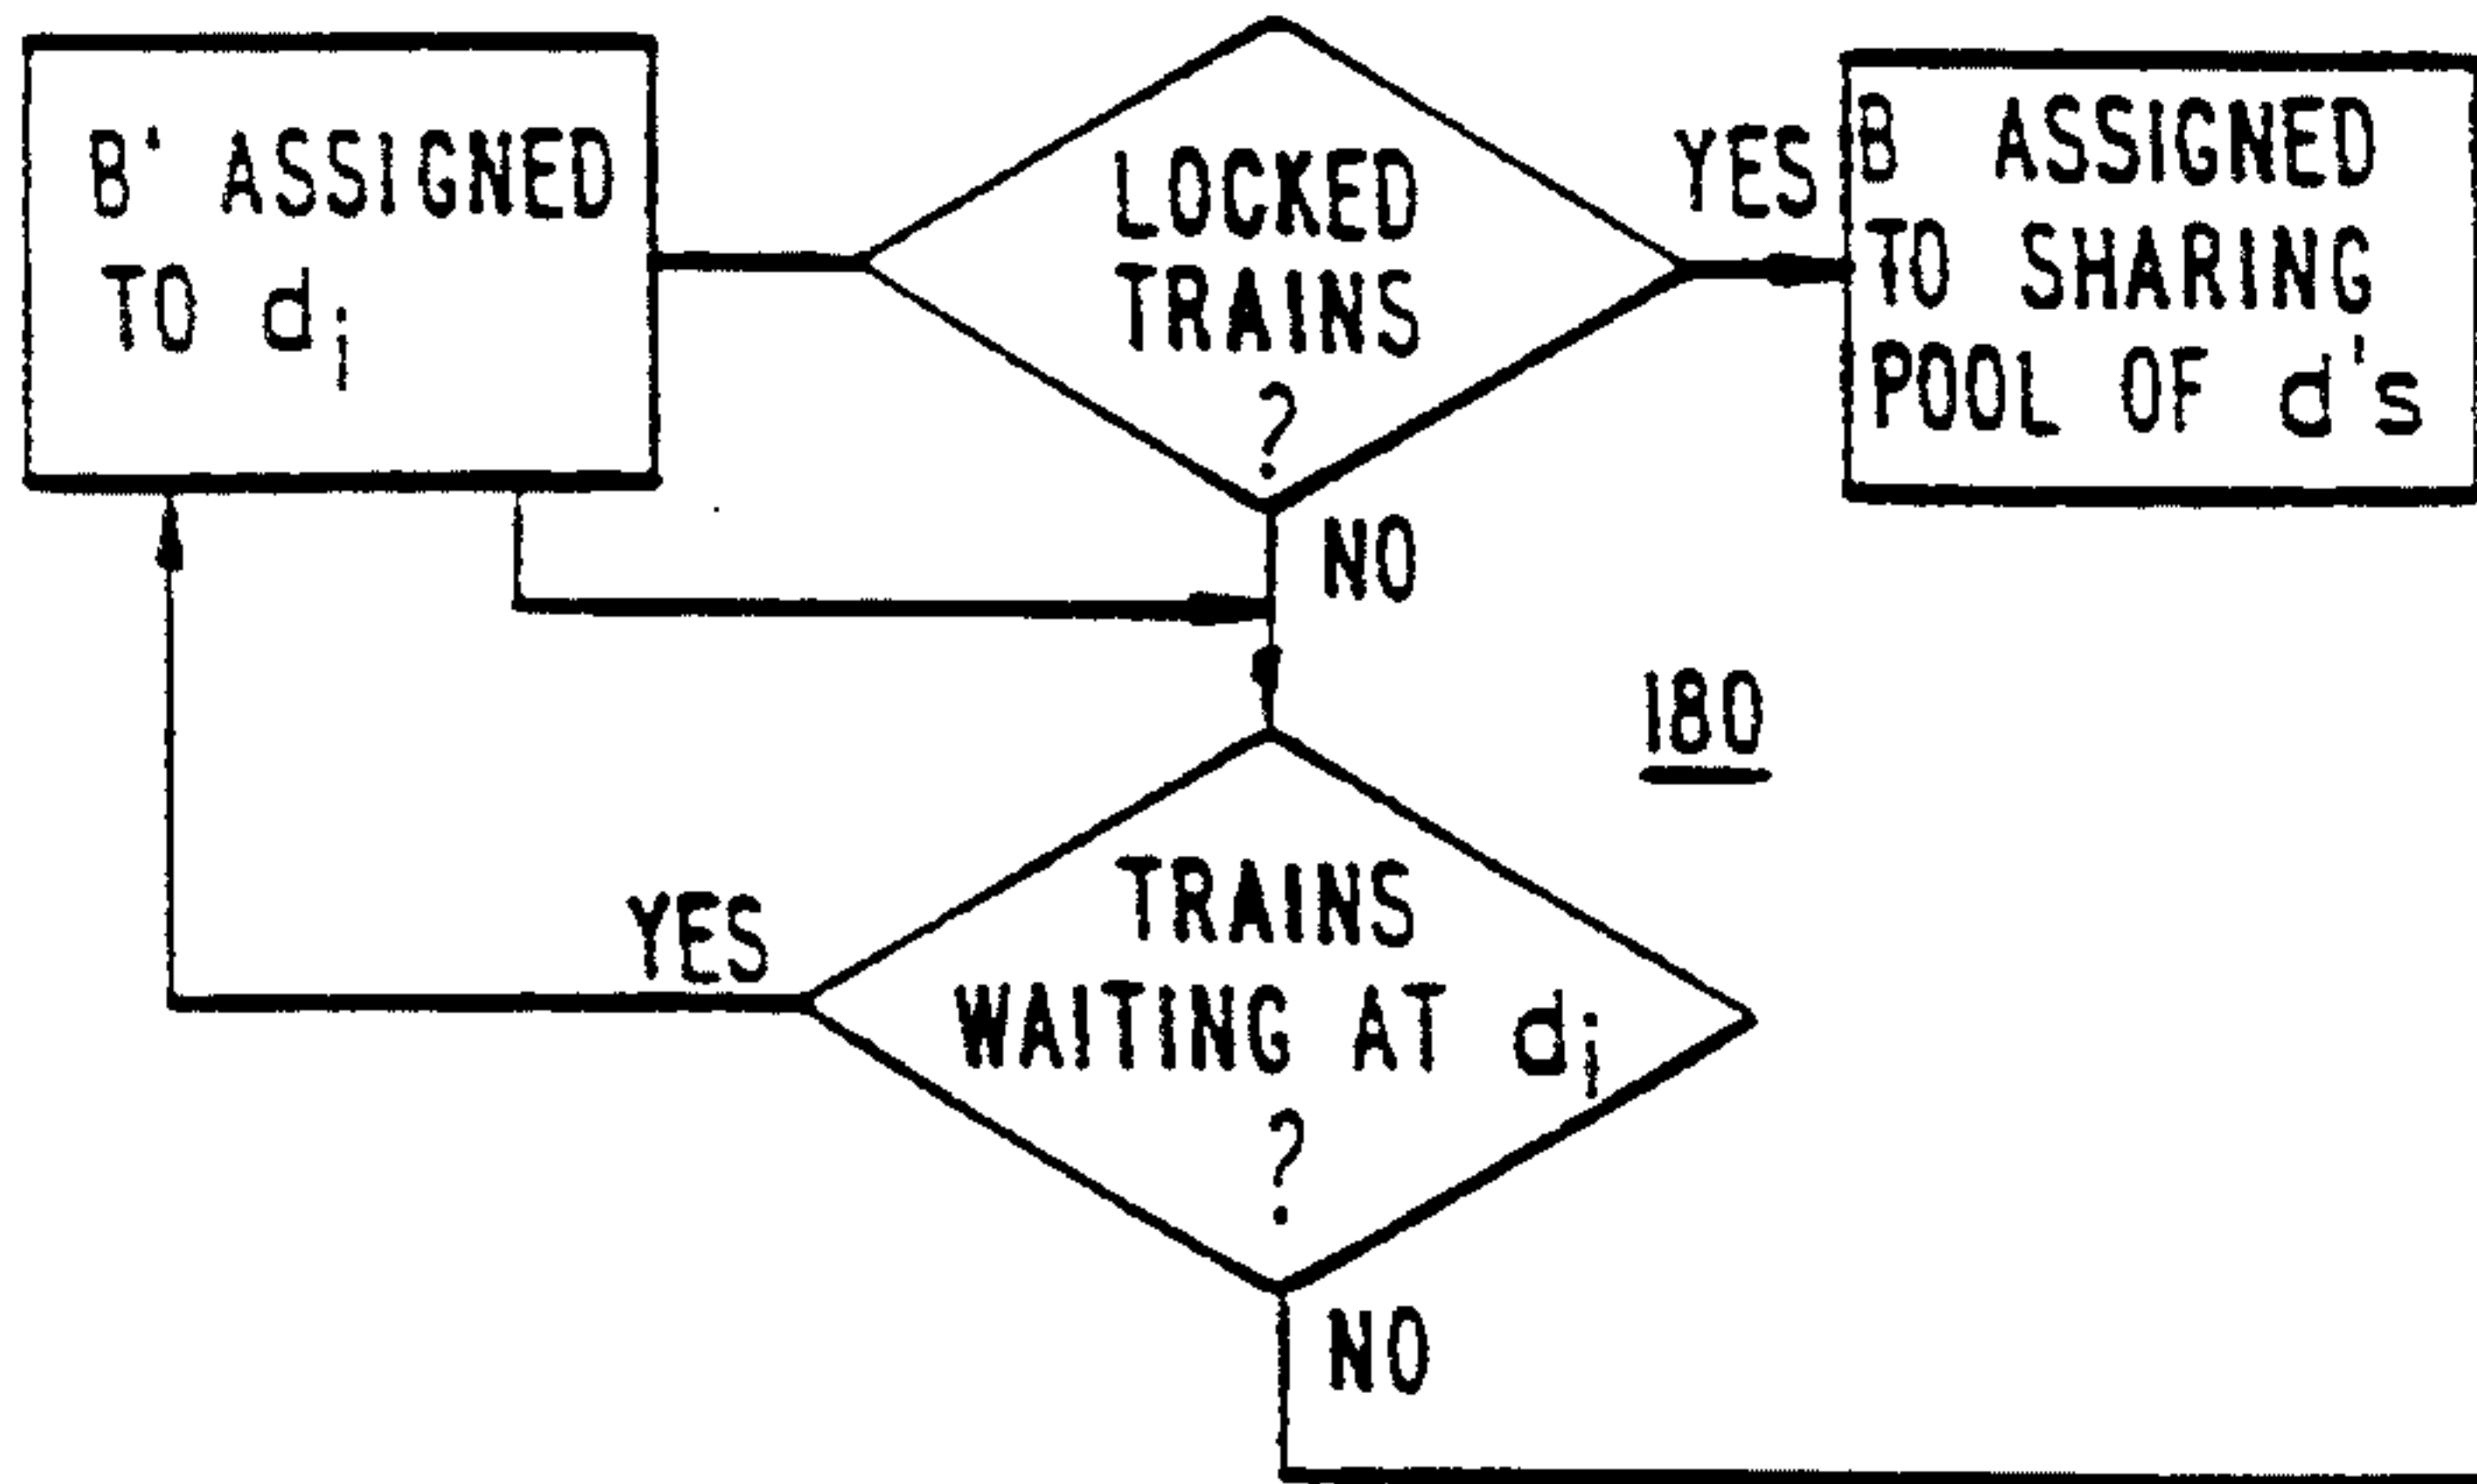 B' ASSIGNED
TO dj
LOCKED
TRAINS
?
YES
B ASSIGNED
TO SHARING
POOL OF d's
NO
180
YES
TRAINS
WAITING AT dj
?
NO